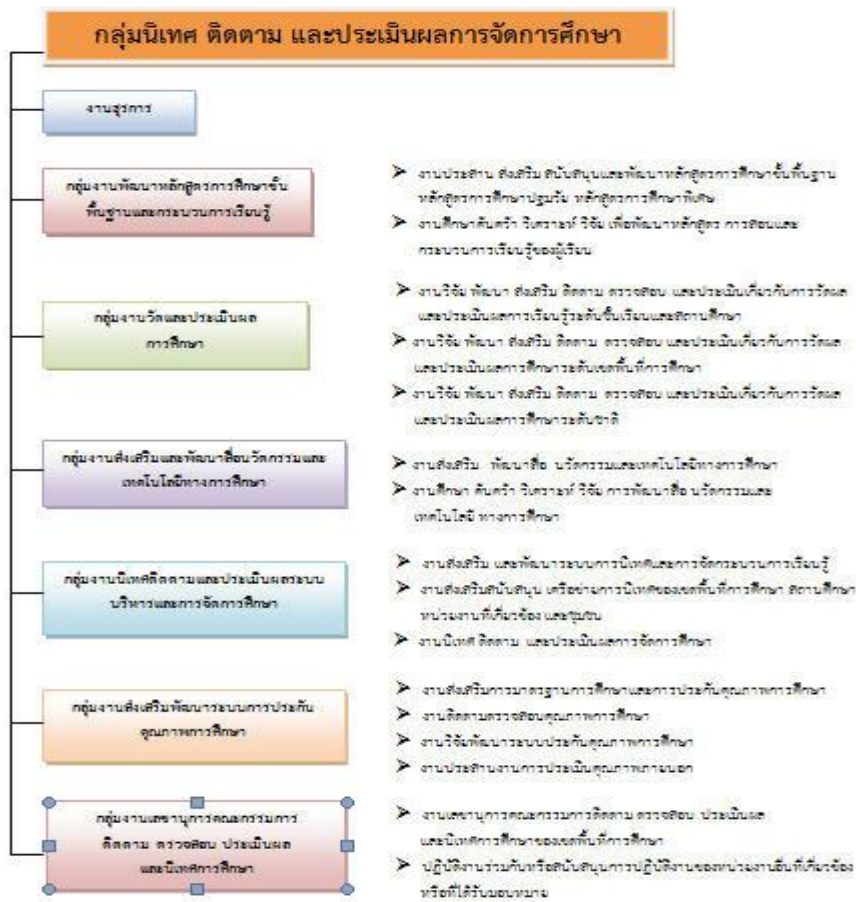 กลุ่มนิเทศ ติดตาม และประเมินผลการจัดการศึกษา
งานธุรการ
กลุ่มงานพัฒนาหลักสูตรการศึกษาขั้น
พื้นฐานและกระบวนการเรียนรู้
➤ งานประสาน ส่งเสริม สนับสนุนและพัฒนาหลักสูตรการศึกษาขั้นพื้นฐาน
หลักสูตรการศึกษาปฐมวัย หลักสูตรการศึกษาพิเศษ
➤ งานศึกษาค้นคว้า วิเคราะห์ วิจัย เพื่อพัฒนาหลักสูตร การสอนและ
กระบวนการเรียนรู้ของผู้เรียน
กลุ่มงานวัดและประเมินผล
การศึกษา
➤ งานวิจัย พัฒนา ส่งเสริม ติดตาม ตรวจสอบ และประเมินเกี่ยวกับการวัดผล
และประเมินผลการเรียนรู้ระดับชั้นเรียนและสถานศึกษา
➤ งานวิจัย พัฒนา ส่งเสริม ติดตาม ตรวจสอบ และประเมินเกี่ยวกับการวัดผล
และประเมินผลการศึกษาระดับเขตพื้นที่การศึกษา
➤ งานวิจัย พัฒนา ส่งเสริม ติดตาม ตรวจสอบ และประเมินเกี่ยวกับการวัดผล
และประเมินผลการศึกษาระดับชาติ
กลุ่มงานส่งเสริมและพัฒนาสื่อนวัตกรรมและ
เทคโนโลยีทางการศึกษา
➤ งานส่งเสริม พัฒนาสื่อ นวัตกรรมและเทคโนโลยีทางการศึกษา
➤ งานศึกษา ค้นคว้า วิเคราะห์ วิจัย การพัฒนาสื่อ นวัตกรรมและ
เทคโนโลยี ทางการศึกษา
กลุ่มงานนิเทศติดตามและประเมินผลระบบ
บริหารและการจัดการศึกษา
➤ งานส่งเสริม และพัฒนาระบบการนิเทศและการจัดกระบวนการเรียนรู้
➤ งานส่งเสริมสนับสนุน เครือข่ายการนิเทศของเขตพื้นที่การศึกษา สถานศึกษา
หน่วยงานที่เกี่ยวข้อง และชุมชน
➤ งานนิเทศ ติดตาม และประเมินผลการจัดการศึกษา
กลุ่มงานส่งเสริมพัฒนาระบบการประกัน
คุณภาพการศึกษา
➤ งานส่งเสริมการมาตรฐานการศึกษาและการประกันคุณภาพการศึกษา
➤ งานติดตามตรวจสอบคุณภาพการศึกษา
➤ งานวิจัยพัฒนาระบบประกันคุณภาพการศึกษา
➤ งานประสานงานการประเมินคุณภาพภายนอก
กลุ่มงานเลขานุการคณะกรรมการ
ติดตาม ตรวจสอบ ประเมินผล
และนิเทศการศึกษา
➤ งานเลขานุการคณะกรรมการติดตาม ตรวจสอบ ประเมินผล
และนิเทศการศึกษาของเขตพื้นที่การศึกษา
➤ ปฏิบัติงานร่วมกับหรือสนับสนุนการปฏิบัติงานของหน่วยงานอื่นที่เกี่ยวข้อง
หรือที่ได้รับมอบหมาย